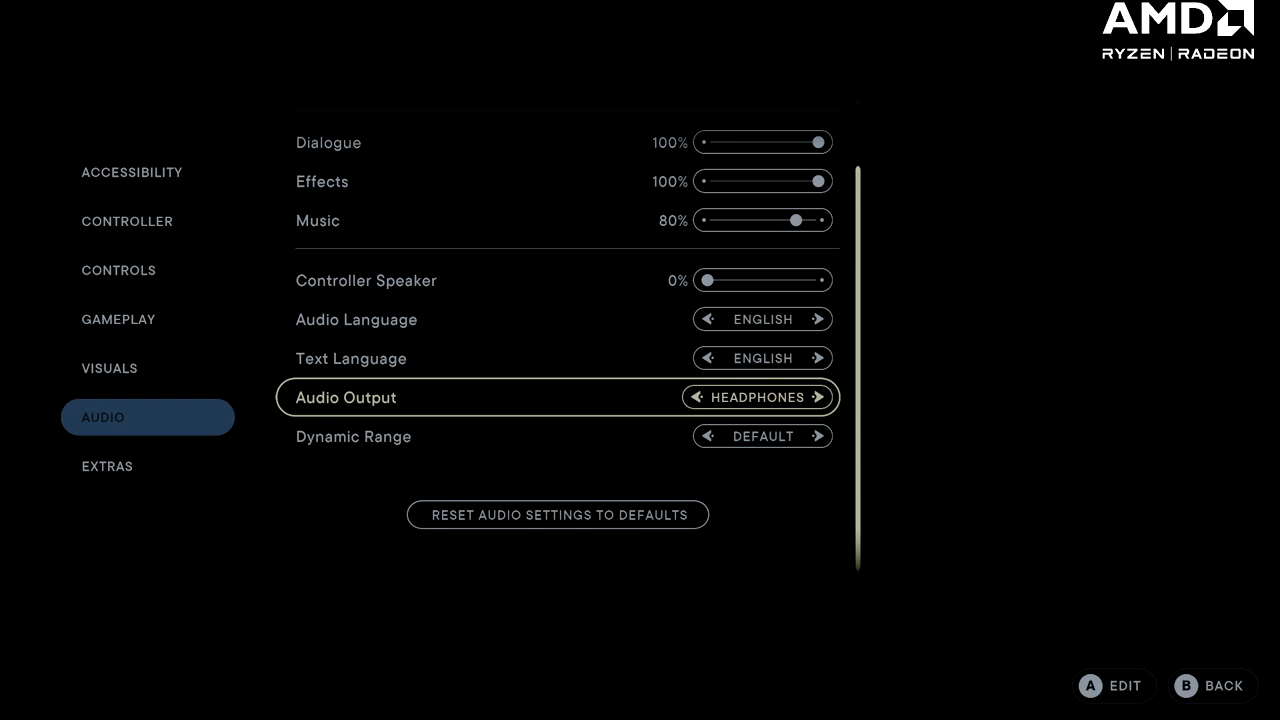 AMD
RYZEN | RADEON
ACCESSIBILITY
CONTROLLER
CONTROLS
GAMEPLAY
VISUALS
AUDIO
EXTRAS
Dialogue 100%
Effects 100%
Music 80%
Controller Speaker 0%
Audio Language ENGLISH
Text Language ENGLISH
Audio Output HEADPHONES
Dynamic Range DEFAULT
RESET AUDIO SETTINGS TO DEFAULTS
A EDIT B BACK